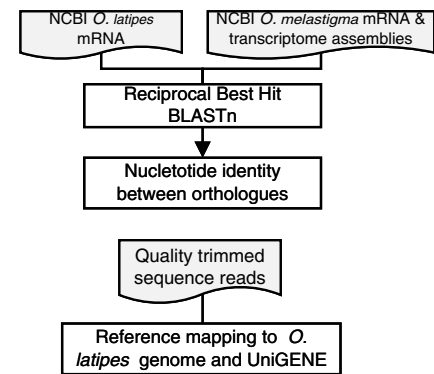 NCBI O. latipes
mRNA
NCBI O. melastigma mRNA &
transcriptome assemblies
Reciprocal Best Hit
BLASTn
Nucletotide identity
between orthologues
Quality trimmed
sequence reads
Reference mapping to O.
latipes genome and UniGENE